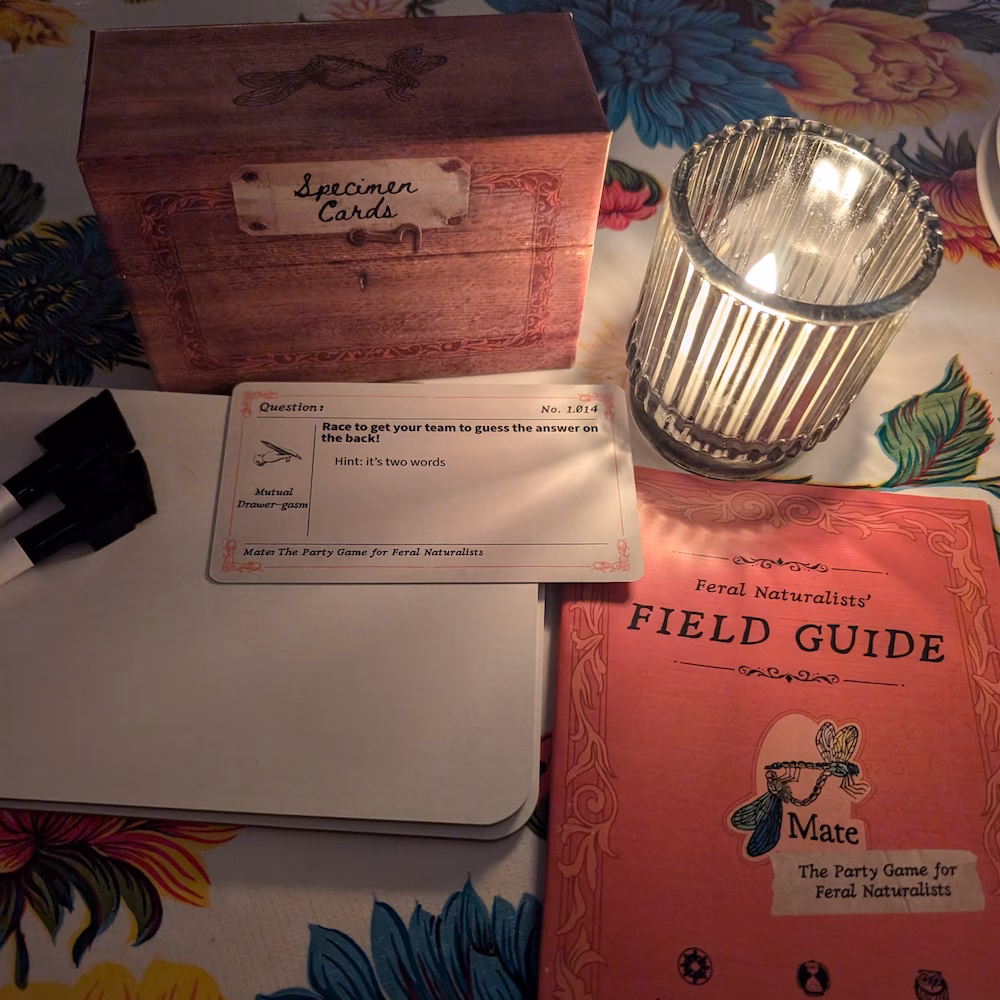 Specimen
Cards
Question:
No. 1.014
Race to get your team to guess the answer on
the back!
Hint: it's two words
Mutual
Drawer-gasm
Mate: The Party Game for Feral Naturalists
Feral Naturalists'
FIELD GUIDE
Mate
The Party Game for
Feral Naturalists